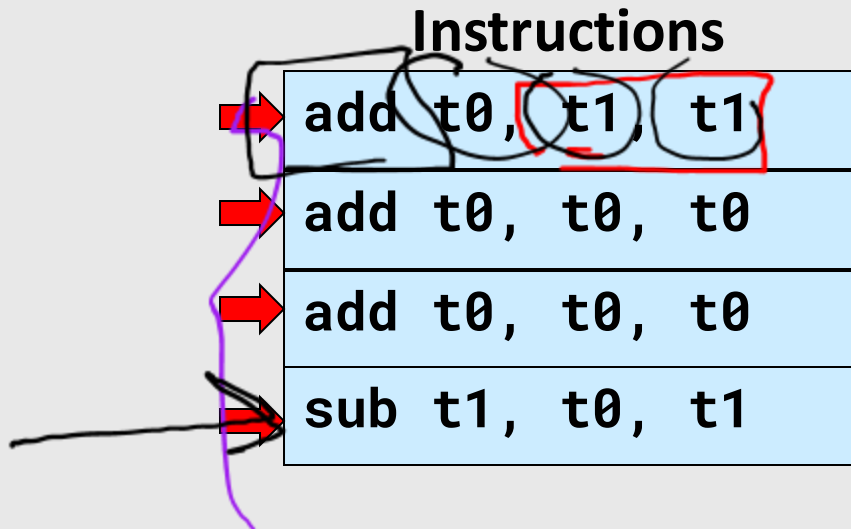 Instructions
add t0, t1, t1
add t0, t0, t0
add t0, t0, t0
sub t1, t0, t1